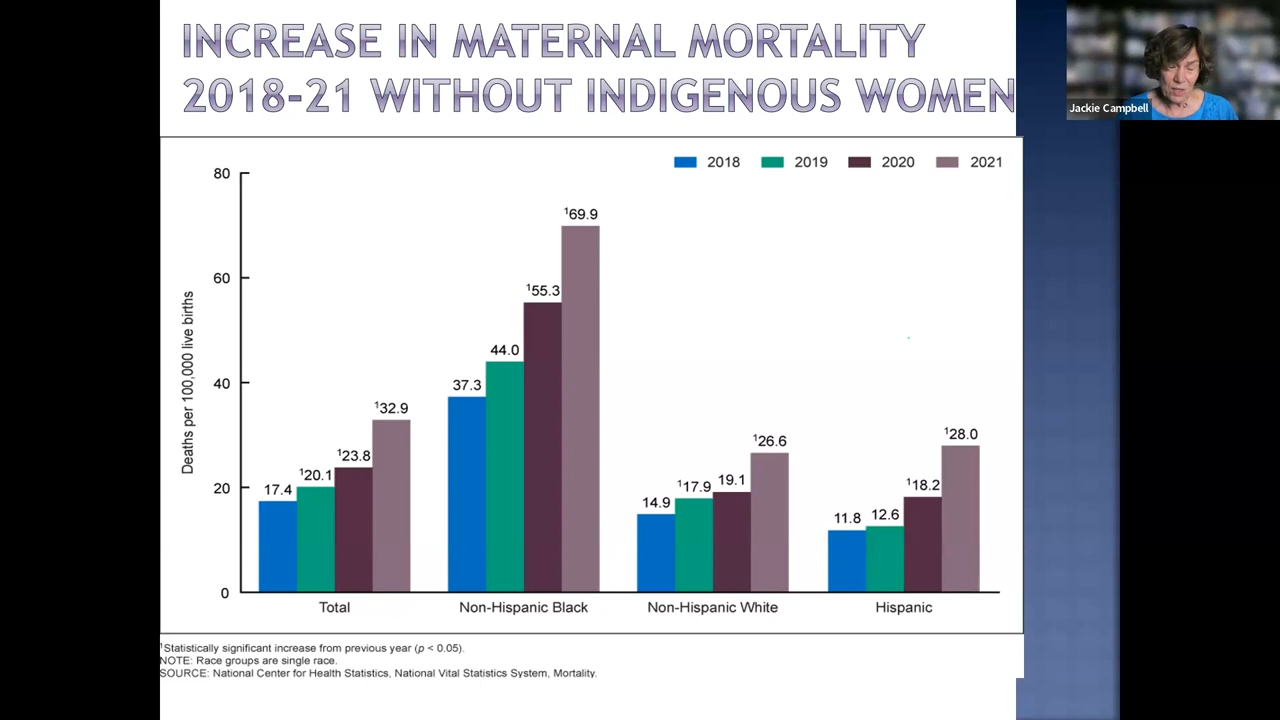 INCREASE IN MATERNAL MORTALITY
2018-21 WITHOUT INDIGENOUS WOMEN
Jackie Campbell
2018 2019 2020 2021
Deaths per 100,000 live births
80
60
40
20
0
17.4 ¹20.1 ¹23.8 ¹32.9
37.3 44.0 ¹55.3 ¹69.9
14.9 ¹17.9 19.1 ¹26.6
11.8 12.6 ¹18.2 ¹28.0
Total Non-Hispanic Black Non-Hispanic White Hispanic
¹Statistically significant increase from previous year (p < 0.05).
NOTE: Race groups are single race.
SOURCE: National Center for Health Statistics, National Vital Statistics System, Mortality.